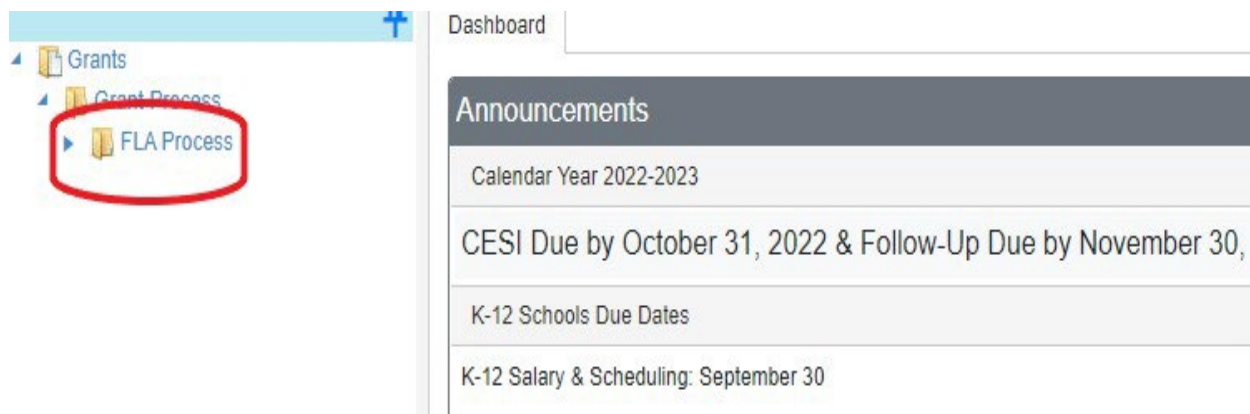 Grants
Grant Process
FLA Process
Dashboard
Announcements
Calendar Year 2022-2023
CESI Due by October 31, 2022 & Follow-Up Due by November 30,
K-12 Schools Due Dates
K-12 Salary & Scheduling: September 30